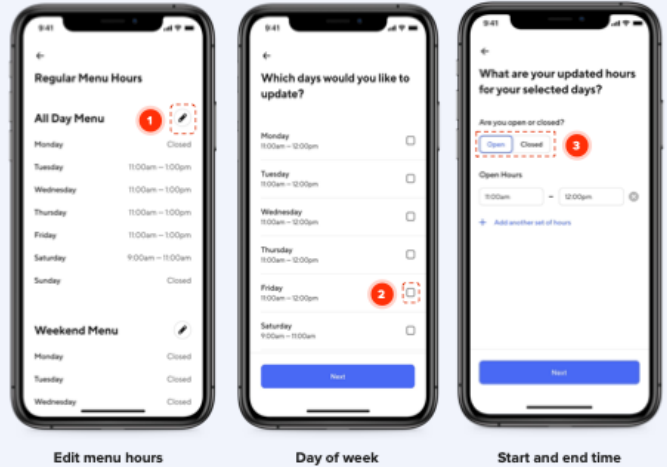 9:41
←
Regular Menu Hours
All Day Menu
1
Monday Closed
Tuesday 11:00am – 1:00pm
Wednesday 11:00am – 1:00pm
Thursday 11:00am – 1:00pm
Friday 11:00am – 1:00pm
Saturday 9:00am – 11:00am
Sunday Closed
Weekend Menu
Monday Closed
Tuesday Closed
Wednesday Closed
Edit menu hours
9:41
←
Which days would you like to
update?
Monday
11:00am – 12:00pm
Tuesday
11:00am – 12:00pm
Wednesday
11:00am – 12:00pm
Thursday
11:00am – 12:00pm
Friday
11:00am – 12:00pm
2
Saturday
9:00am – 11:00am
Next
Day of week
9:41
←
What are your updated hours
for your selected days?
Are you open or closed?
Open Closed
3
Open Hours
11:00am – 12:00pm
+ Add another set of hours
Next
Start and end time